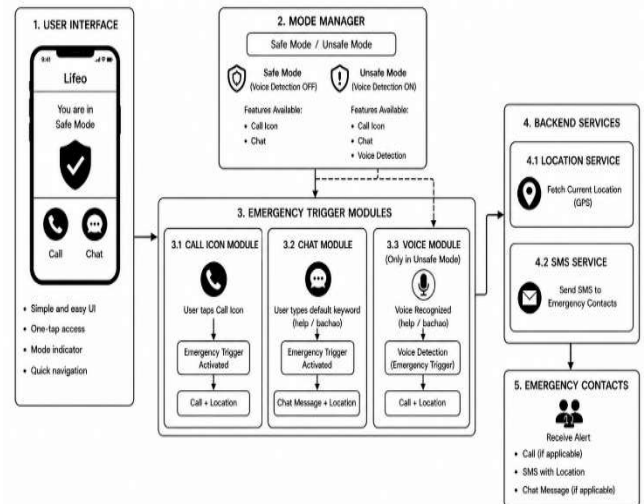 1. USER INTERFACE
9:41
Lifeo
You are in
Safe Mode
Call
Chat
• Simple and easy UI
• One-tap access
• Mode indicator
• Quick navigation
2. MODE MANAGER
Safe Mode / Unsafe Mode
Safe Mode
(Voice Detection OFF)
Features Available:
• Call Icon
• Chat
Unsafe Mode
(Voice Detection ON)
Features Available:
• Call Icon
• Chat
• Voice Detection
3. EMERGENCY TRIGGER MODULES
3.1 CALL ICON MODULE
User taps Call Icon
Emergency Trigger
Activated
Call + Location
3.2 CHAT MODULE
User types default keyword
(help / bachao)
Emergency Trigger
Activated
Chat Message + Location
3.3 VOICE MODULE
(Only in Unsafe Mode)
Voice Recognized
(help / bachao)
Voice Detection
(Emergency Trigger)
Call + Location
4. BACKEND SERVICES
4.1 LOCATION SERVICE
Fetch Current Location
(GPS)
4.2 SMS SERVICE
Send SMS to
Emergency Contacts
5. EMERGENCY CONTACTS
Receive Alert
• Call (if applicable)
• SMS with Location
• Chat Message (if applicable)